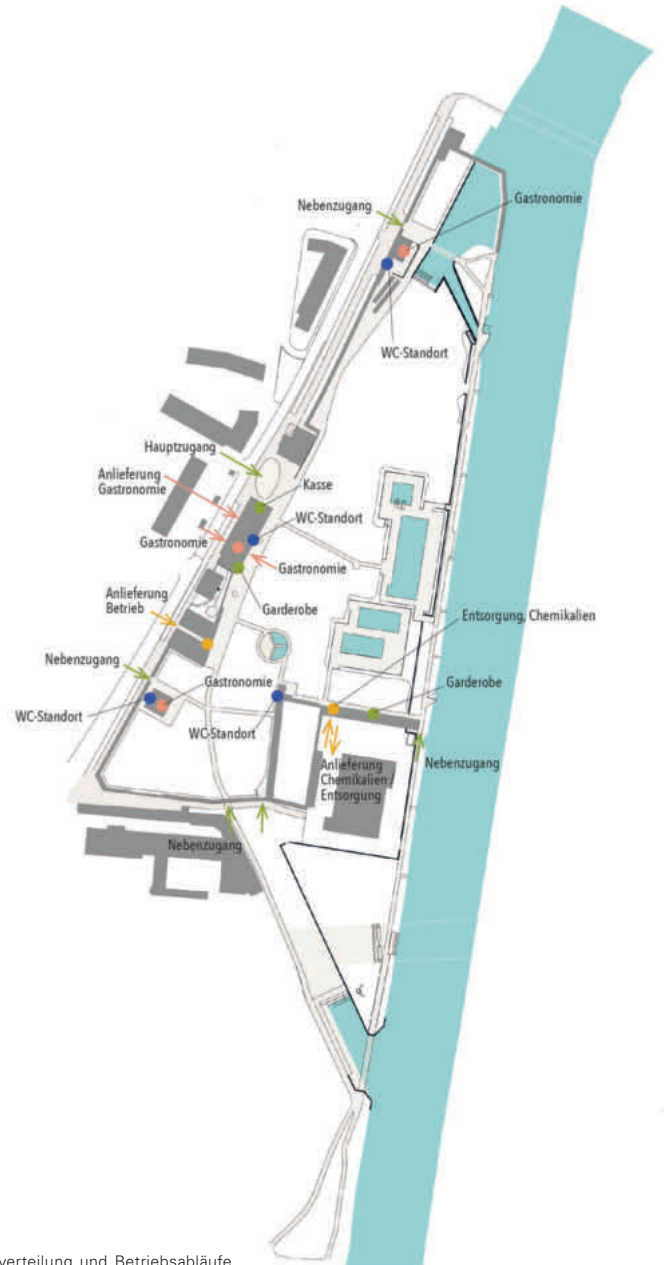 Nebenzugang
Gastronomie
WC-Standort
Hauptzugang
Anlieferung
Gastronomie
Kasse
WC-Standort
Gastronomie
Gastronomie
Anlieferung
Betrieb
Garderobe
Entsorgung, Chemikalien
Nebenzugang
Gastronomie
Garderobe
WC-Standort
WC-Standort
Anlieferung
Chemikalien
Entsorgung
Nebenzugang
Nebenzugang
verteilung und Betriebsabläufe